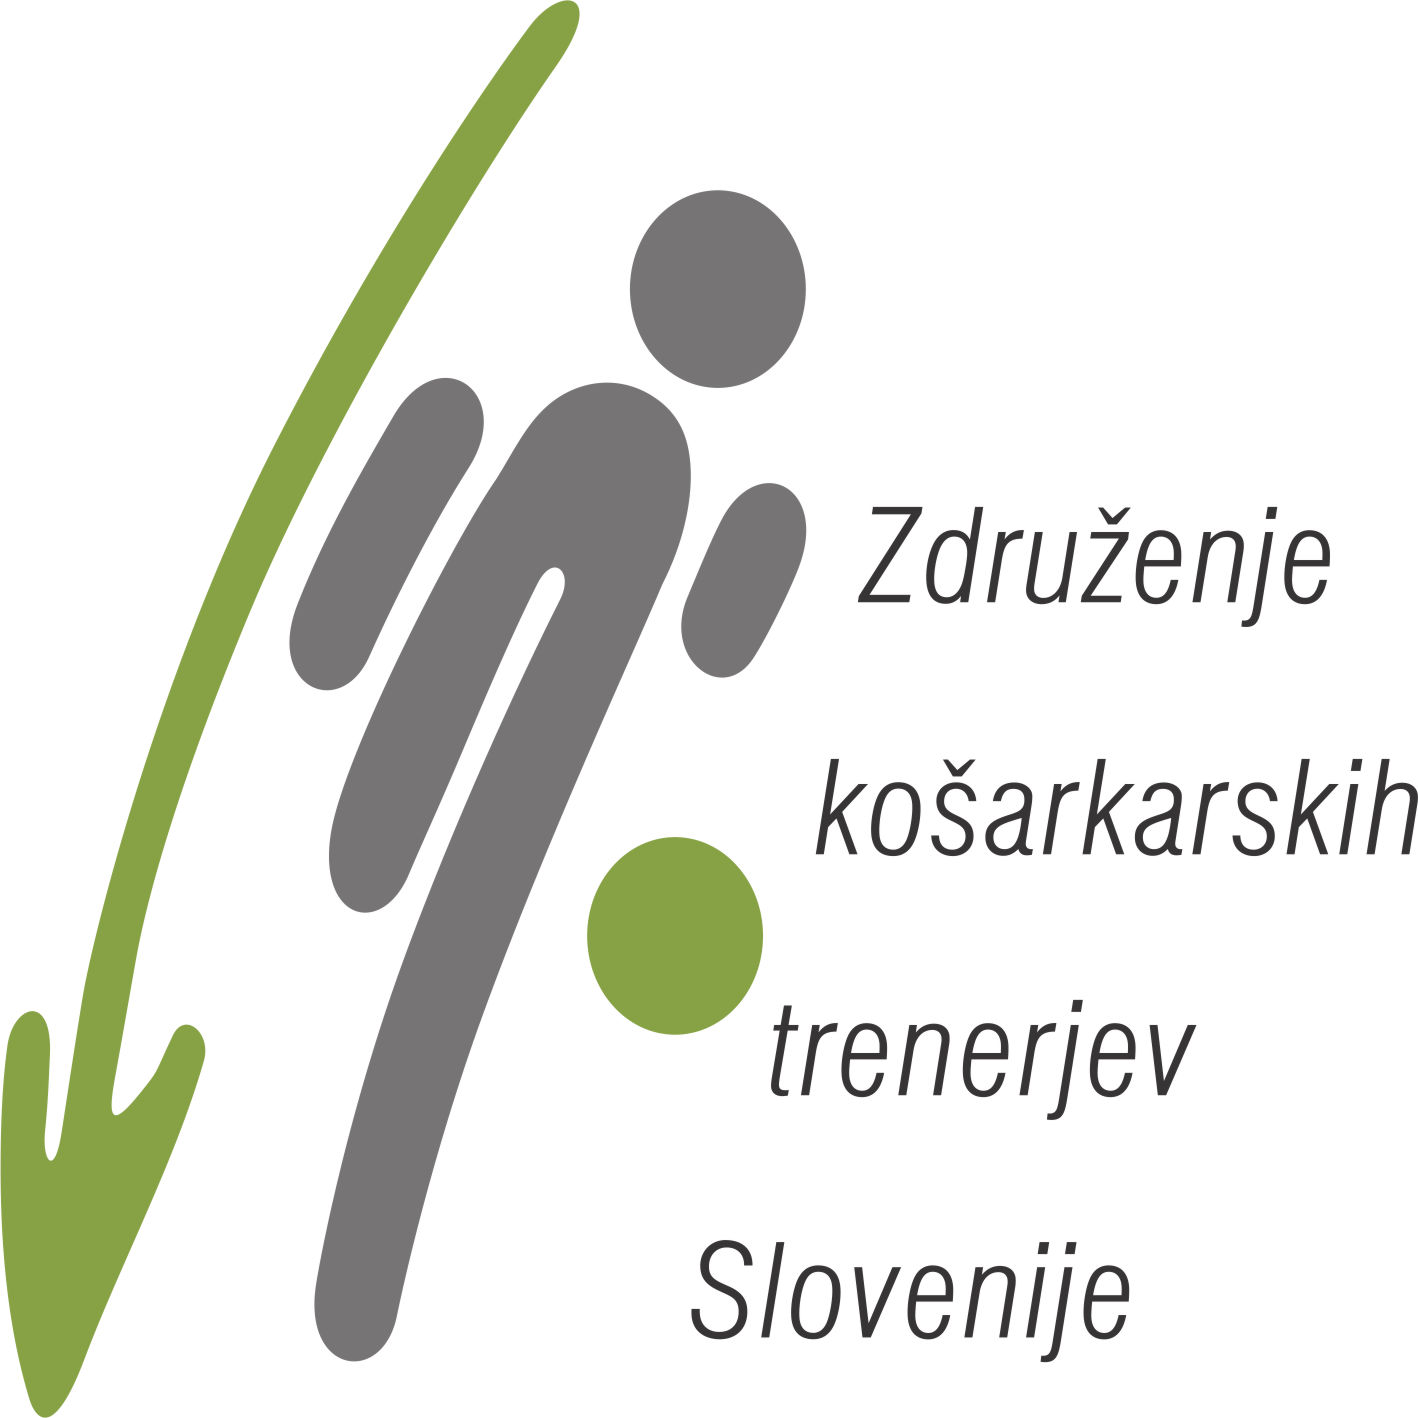 Združenje
košarkarskih
trenerjev
Slovenije